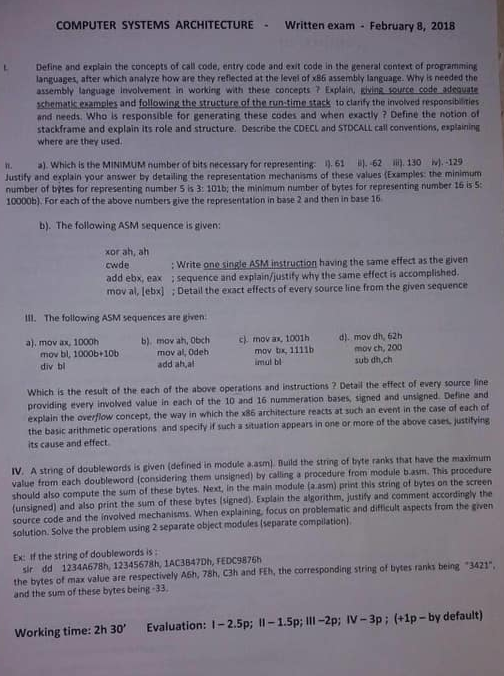 COMPUTER SYSTEMS ARCHITECTURE - Written exam - February 8, 2018
I. Define and explain the concepts of call code, entry code and exit code in the general context of programming
languages, after which analyze how are they reflected at the level of x86 assembly language. Why is needed the
assembly language involvement in working with these concepts ? Explain, giving source code adequate
schematic examples and following the structure of the run-time stack to clarify the involved responsibilities
and needs. Who is responsible for generating these codes and when exactly ? Define the notion of
stackframe and explain its role and structure. Describe the CDECL and STDCALL call conventions, explaining
where are they used.
II. a). Which is the MINIMUM number of bits necessary for representing: i). 61 ii). -62 iii). 130 iv). -129
Justify and explain your answer by detailing the representation mechanisms of these values (Examples: the minimum
number of bytes for representing number 5 is 3: 101b; the minimum number of bytes for representing number 16 is 5:
10000b). For each of the above numbers give the representation in base 2 and then in base 16.
b). The following ASM sequence is given:
xor ah, ah
cwde ; Write one single ASM instruction having the same effect as the given
add ebx, eax ; sequence and explain/justify why the same effect is accomplished.
mov al, [ebx] ; Detail the exact effects of every source line from the given sequence
III. The following ASM sequences are given:
a). mov ax, 1000h b). mov ah, 0bch c). mov ax, 1001h d). mov dh, 62h
mov bl, 1000b+10b mov al, 0deh mov bx, 1111b mov ch, 200
div bl add ah,al imul bl sub dh,ch
Which is the result of the each of the above operations and instructions ? Detail the effect of every source line
providing every involved value in each of the 10 and 16 nummeration bases, signed and unsigned. Define and
explain the overflow concept, the way in which the x86 architecture reacts at such an event in the case of each of
the basic arithmetic operations and specify if such a situation appears in one or more of the above cases, justifying
its cause and effect.
IV. A string of doublewords is given (defined in module a.asm). Build the string of byte ranks that have the maximum
value from each doubleword (considering them unsigned) by calling a procedure from module b.asm. This procedure
should also compute the sum of these bytes. Next, in the main module (a.asm) print this string of bytes on the screen
(unsigned) and also print the sum of these bytes (signed). Explain the algorithm, justify and comment accordingly the
source code and the involved mechanisms. When explaining, focus on problematic and difficult aspects from the given
solution. Solve the problem using 2 separate object modules (separate compilation).
Ex: If the string of doublewords is :
sir dd 1234A678h, 12345678h, 1AC3B47Dh, FEDC9876h
the bytes of max value are respectively A6h, 78h, C3h and FEh, the corresponding string of bytes ranks being "3421",
and the sum of these bytes being -33.
Working time: 2h 30' Evaluation: I – 2.5p; II – 1.5p; III –2p; IV – 3p ; (+1p – by default)